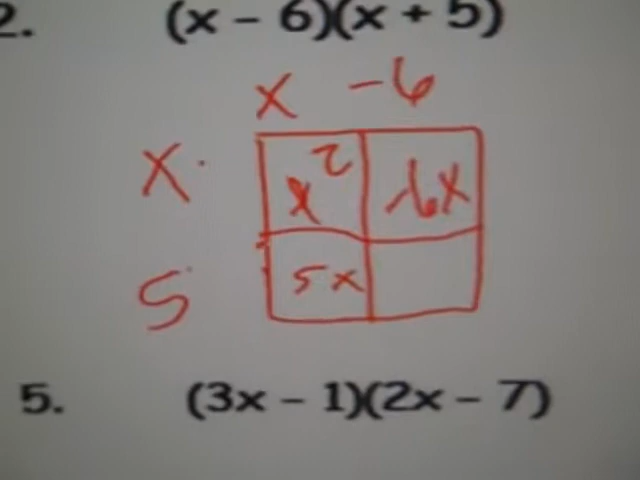 2. (x – 6)(x + 5)
x -6
x x² -6x
5 5x
5. (3x – 1)(2x – 7)